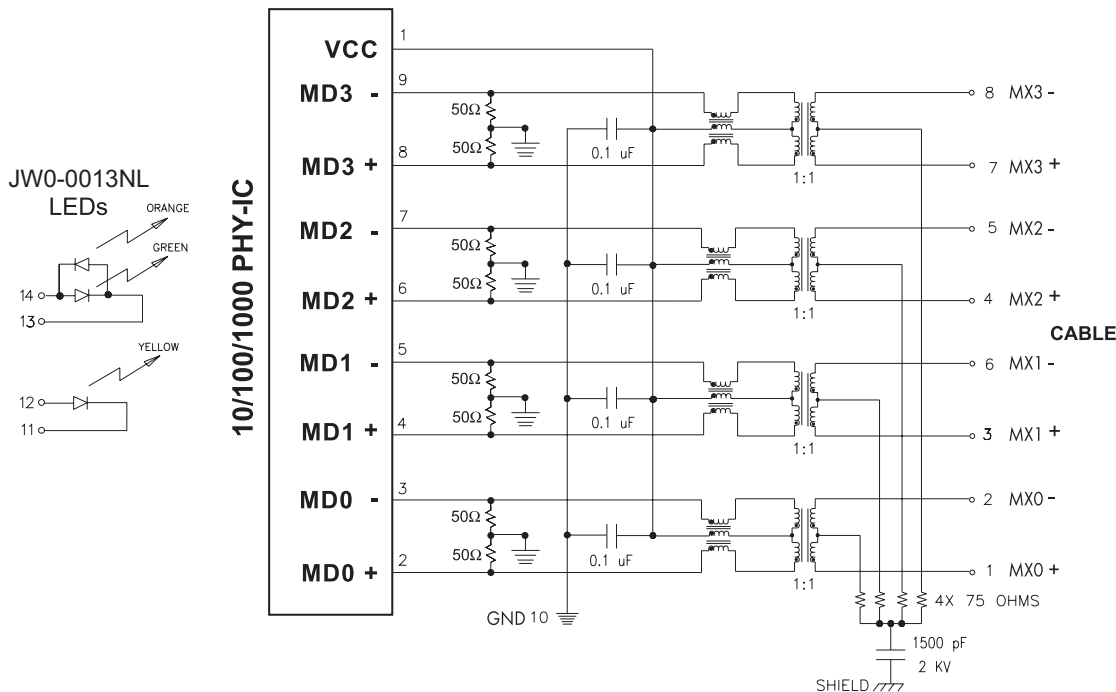 JW0-0013NL
LEDs
ORANGE
GREEN
14
13
YELLOW
12
11
10/100/1000 PHY-IC
VCC
1
MD3 -
9
50Ω
50Ω
0.1 uF
MD3 +
8
1:1
8 MX3 -
7 MX3 +
MD2 -
7
50Ω
50Ω
0.1 uF
MD2 +
6
1:1
5 MX2 -
4 MX2 +
CABLE
MD1 -
5
50Ω
50Ω
0.1 uF
MD1 +
4
1:1
6 MX1 -
3 MX1 +
MD0 -
3
50Ω
50Ω
0.1 uF
MD0 +
2
1:1
2 MX0 -
1 MX0 +
GND 10
4X 75 OHMS
1500 pF
2 KV
SHIELD